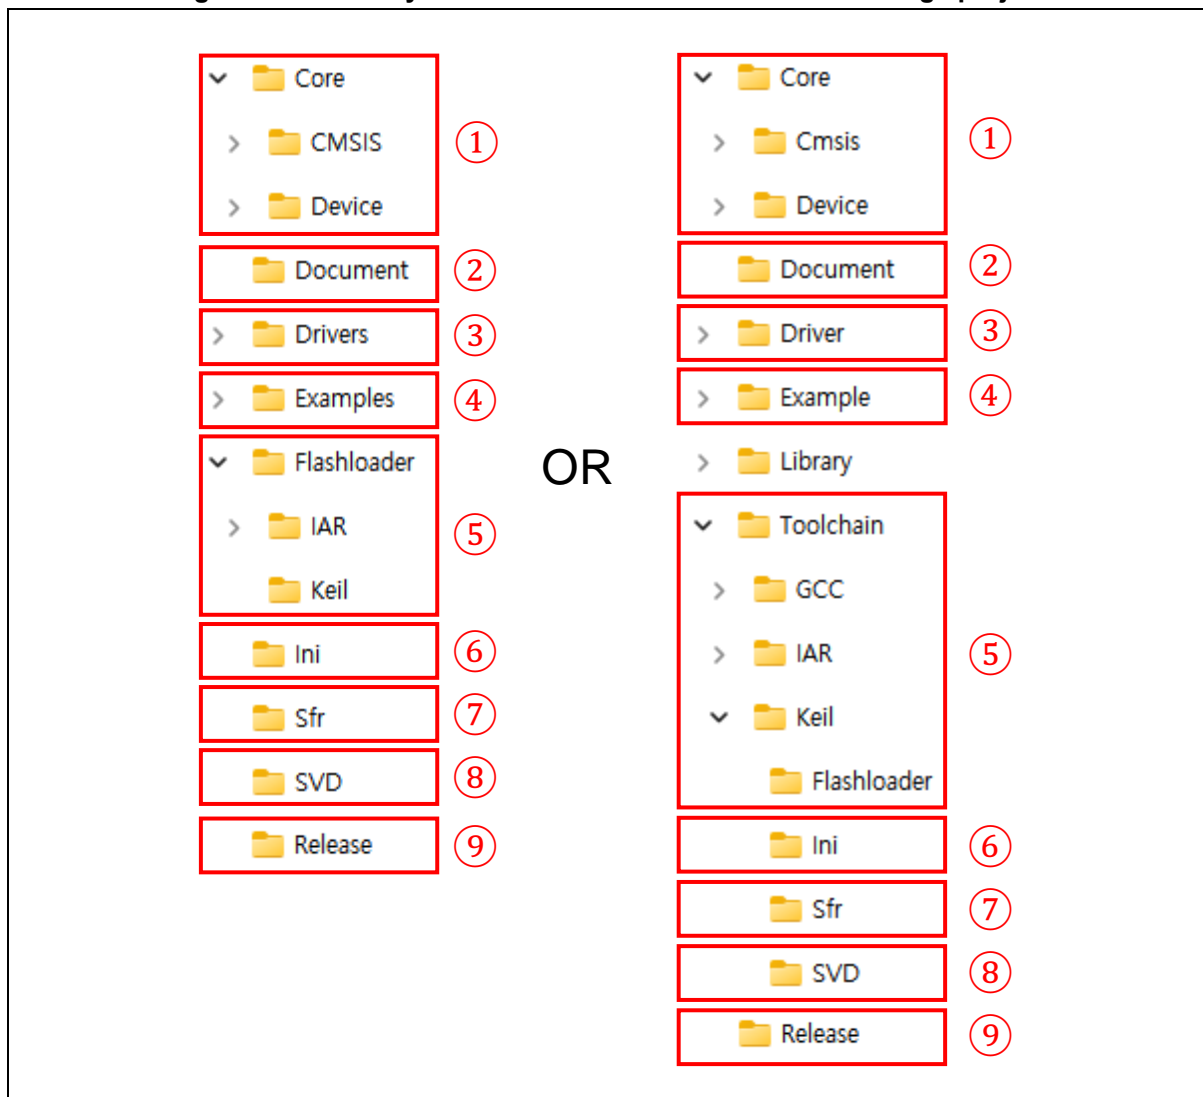 Core
CMSIS
①
Device
Document
②
Drivers
③
Examples
④
Flashloader
IAR
⑤
Keil
Ini
⑥
Sfr
⑦
SVD
⑧
Release
⑨
OR
Core
Cmsis
①
Device
Document
②
Driver
③
Example
④
Library
Toolchain
GCC
IAR
⑤
Keil
Flashloader
Ini
⑥
Sfr
⑦
SVD
⑧
Release
⑨